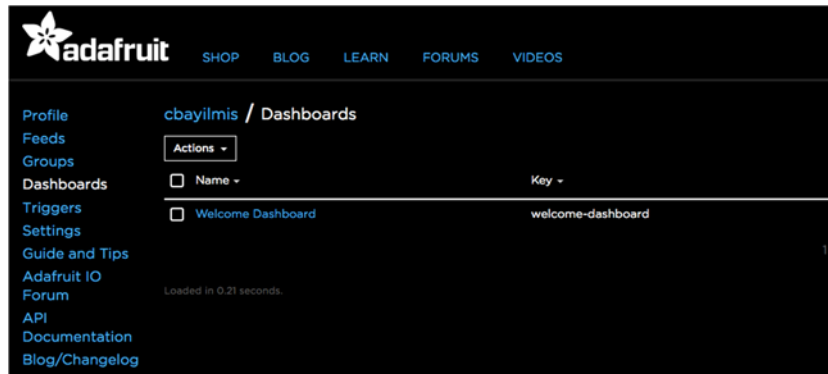 adafruit
SHOP BLOG LEARN FORUMS VIDEOS
Profile
Feeds
Groups
Dashboards
Triggers
Settings
Guide and Tips
Adafruit IO
Forum
API
Documentation
Blog/Changelog
cbayilmis / Dashboards
Actions
Name Key
Welcome Dashboard welcome-dashboard
1
Loaded in 0.21 seconds.